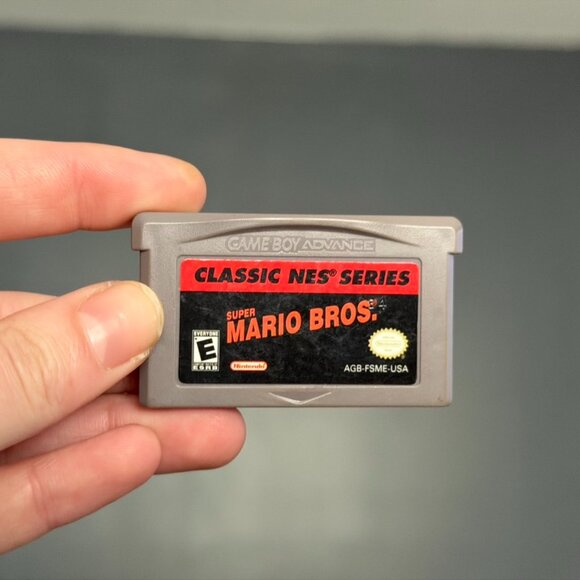 GAME BOY ADVANCE
CLASSIC NES® SERIES
SUPER
MARIO BROS.
EVERYONE
E
ESRB
Nintendo
AGB-FSME-USA